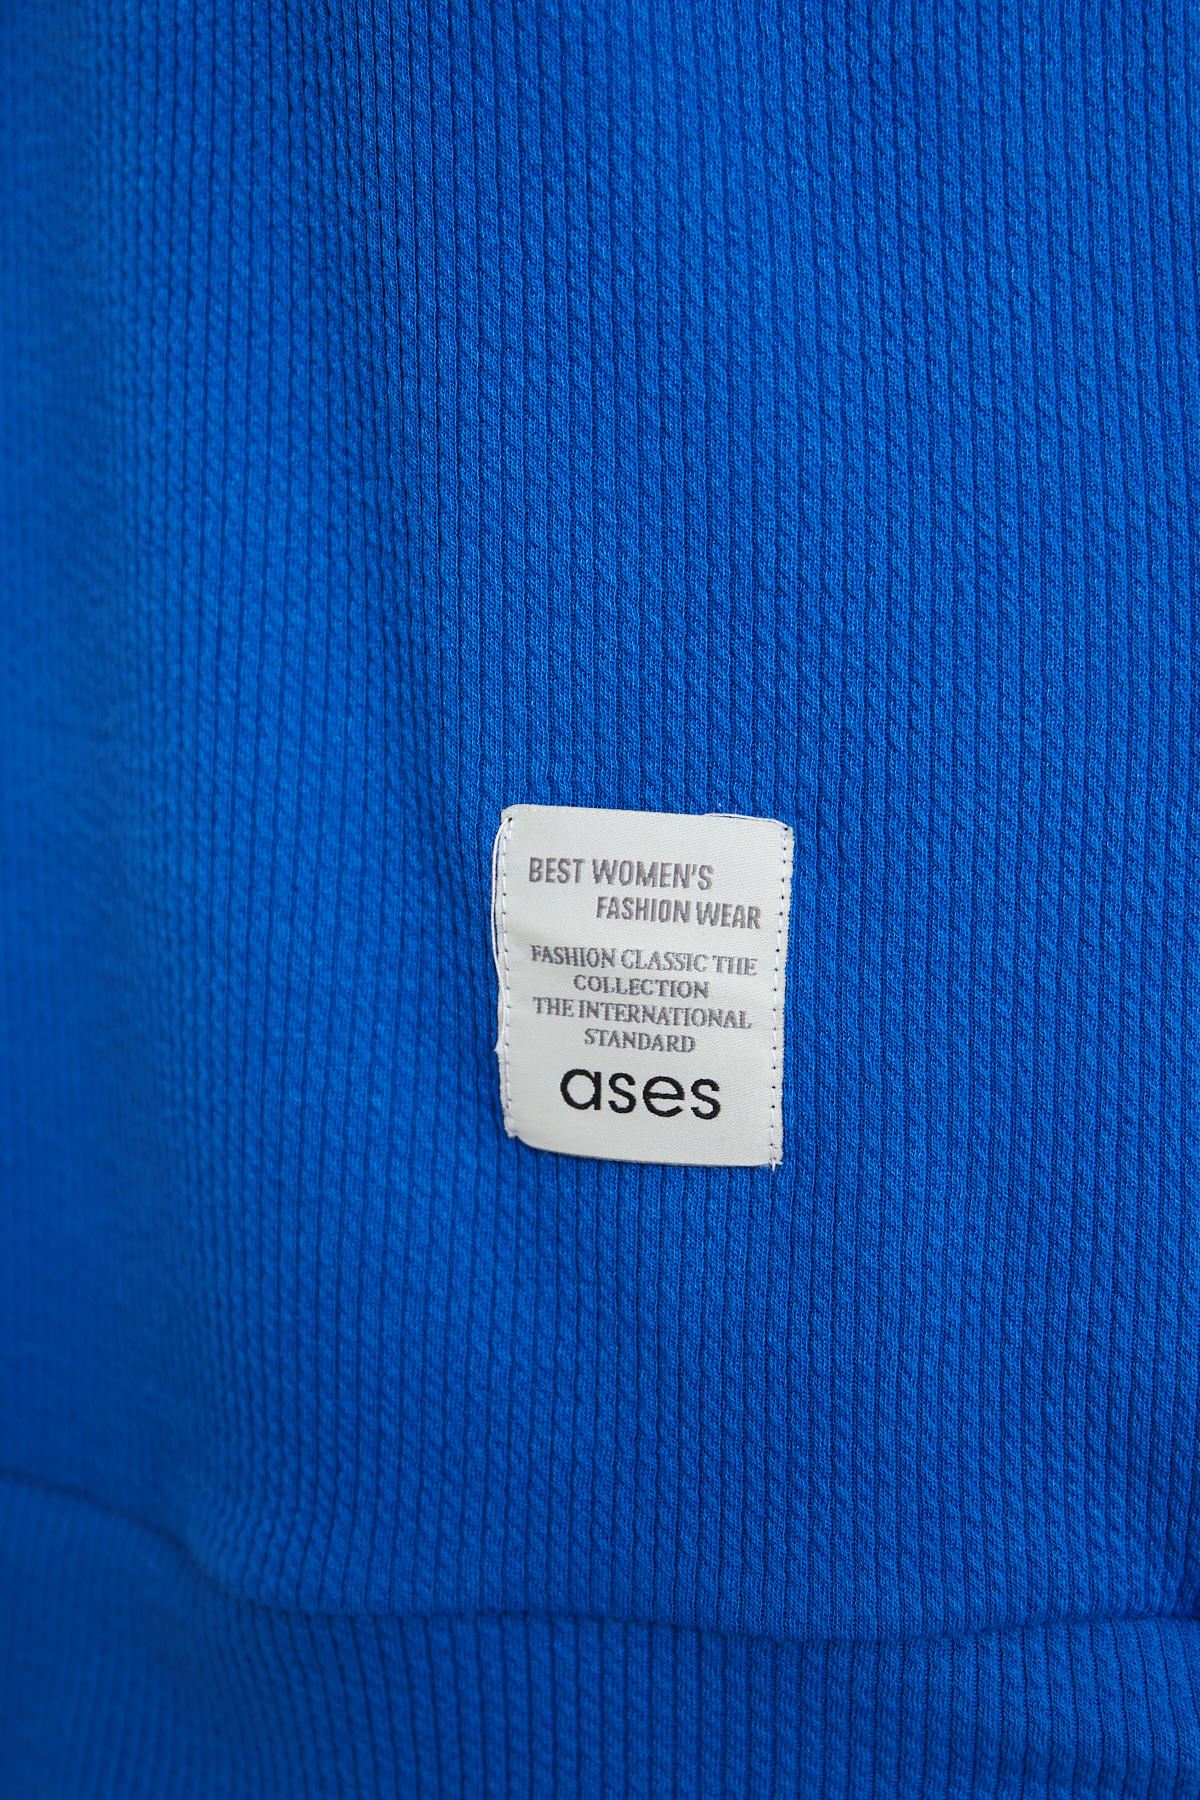 BEST WOMEN'S
FASHION WEAR
FASHION CLASSIC THE
COLLECTION
THE INTERNATIONAL
STANDARD
ases